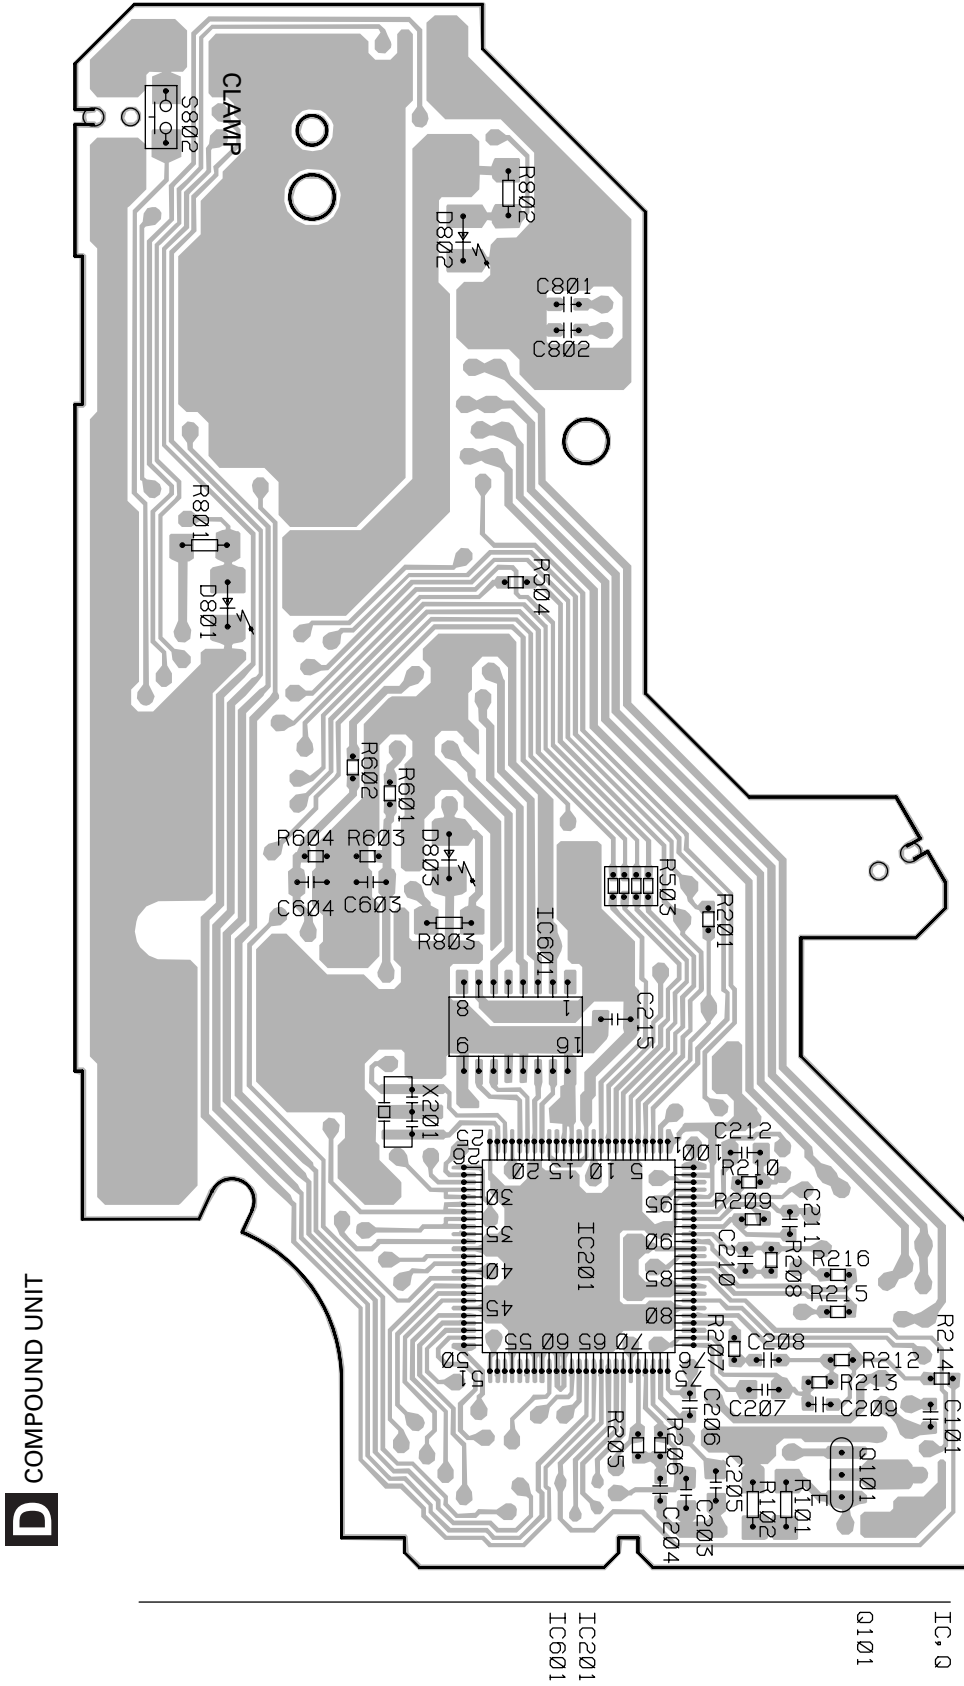 CLAMP
S802
R802
D802
C801
C802
R801
D801
R504
R602
R601
R604
R603
D803
C604
C603
R803
R503
R201
IC601
1
8
9
16
C215
X201
C212
1
100
5
10
15
20
25
26
30
35
40
45
50
51
55
60
65
70
75
76
80
85
90
95
IC201
R210
R209
C211
C210
R208
R216
R215
R207
C208
R214
R212
R213
C207
C209
C101
C206
R205
R206
C205
C203
C204
R102
R101
E
Q101
D COMPOUND UNIT
IC, Q
Q101
IC201
IC601